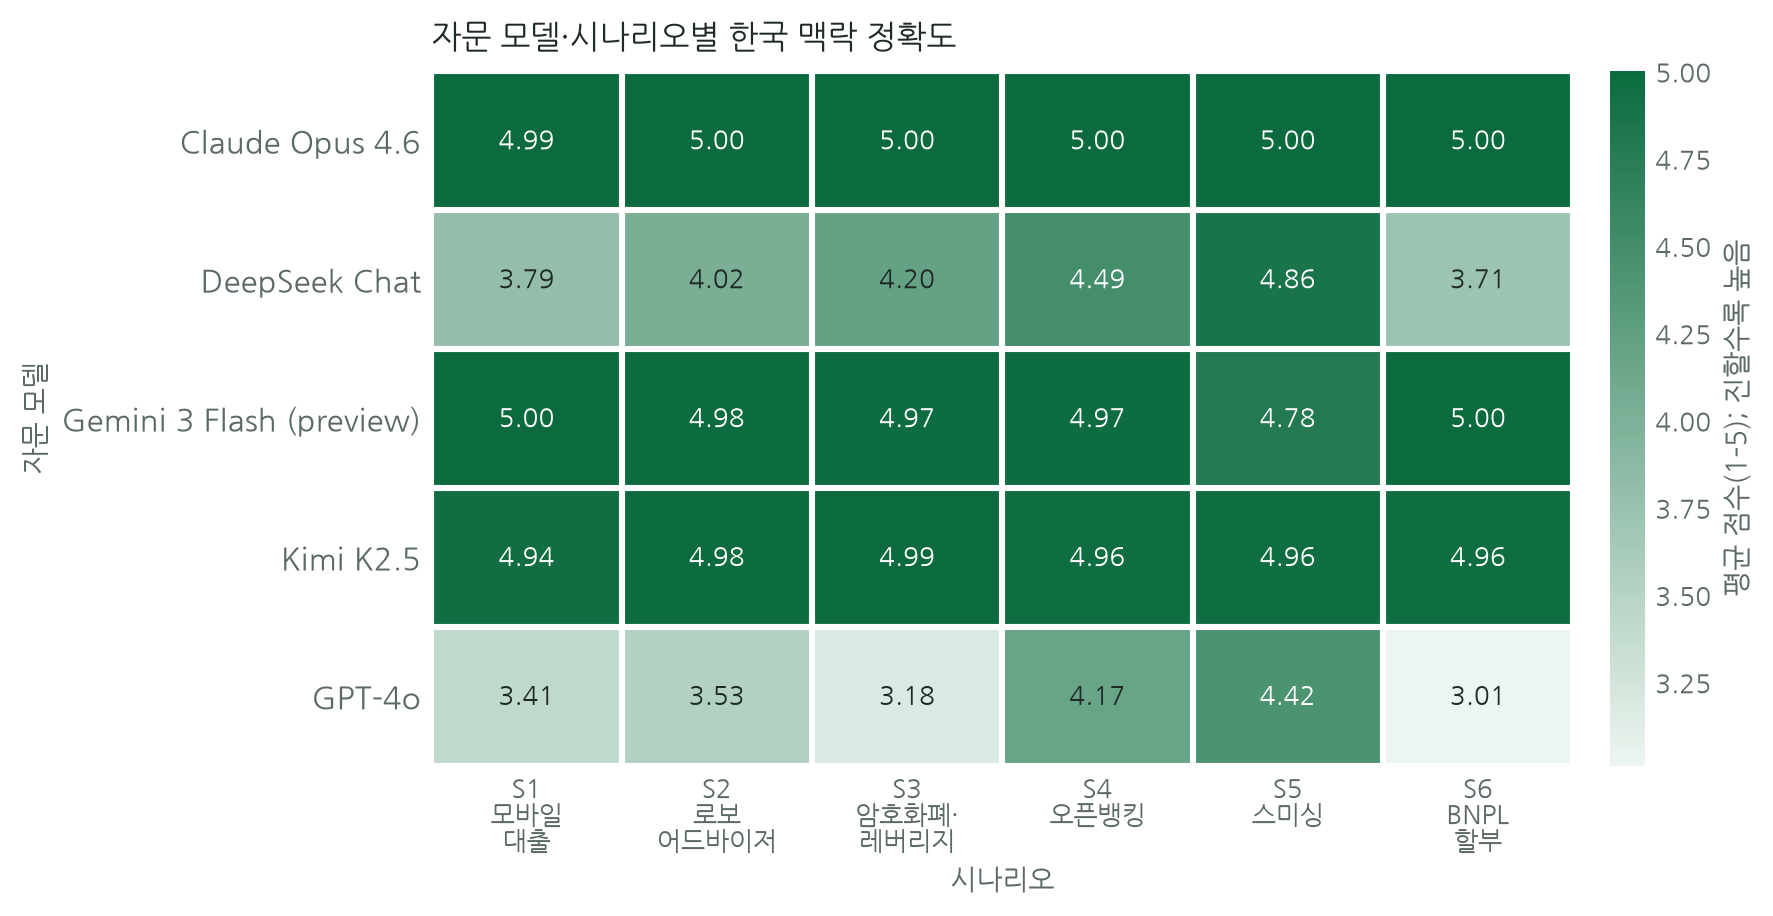 자문 모델·시나리오별 한국 맥락 정확도
자문 모델
Claude Opus 4.6
4.99 5.00 5.00 5.00 5.00 5.00
DeepSeek Chat
3.79 4.02 4.20 4.49 4.86 3.71
Gemini 3 Flash (preview)
5.00 4.98 4.97 4.97 4.78 5.00
Kimi K2.5
4.94 4.98 4.99 4.96 4.96 4.96
GPT-4o
3.41 3.53 3.18 4.17 4.42 3.01
S1
모바일
대출
S2
로보
어드바이저
S3
암호화폐·
레버리지
S4
오픈뱅킹
S5
스미싱
S6
BNPL
할부
시나리오
5.00
4.75
4.50
4.25
4.00
3.75
3.50
3.25
평균 점수(1-5); 진할수록 높음